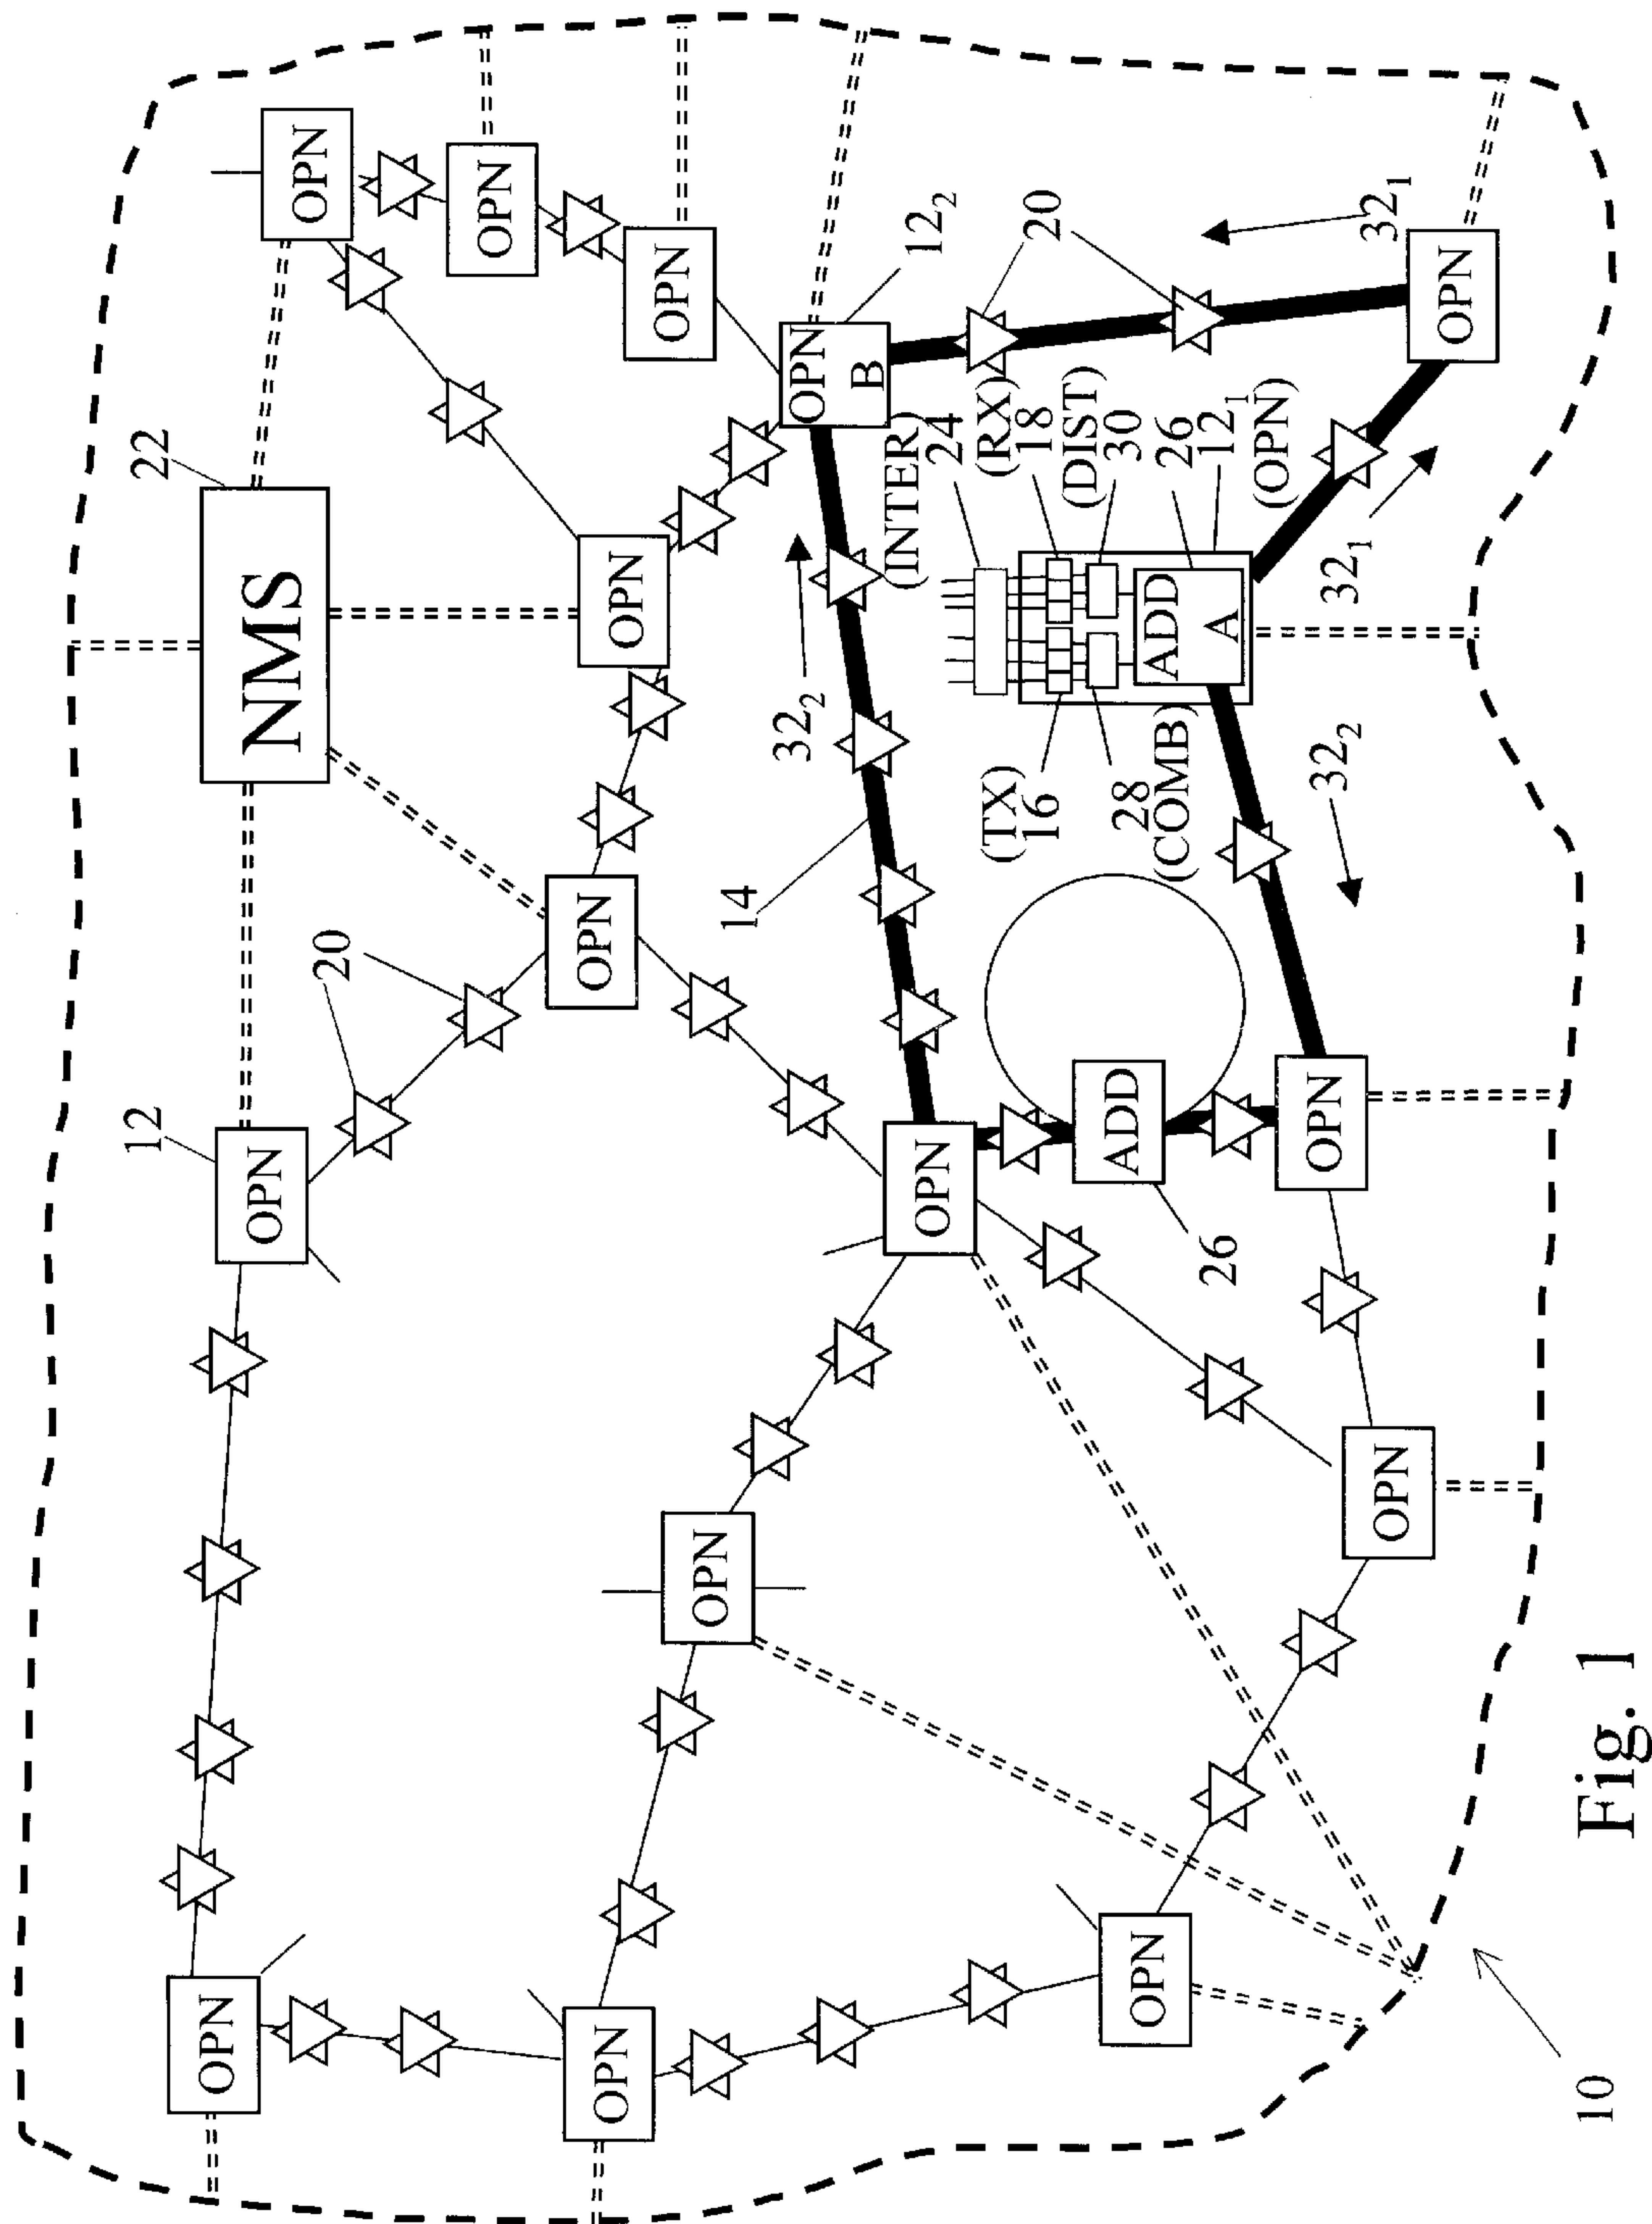 12
22
OPN
OPN
NMS
20
OPN
OPN
OPN
OPN
OPN
OPN
OPN
14
32₂
OPN
B
(INTER)
OPN
24
12₂
(TX)
(RX)
16
18
20
(DIST)
ADD
28
30
OPN
(COMB)
ADD
26
26
A
12₁
(OPN)
OPN
32₂
32₁
OPN
32₁
OPN
10
Fig. 1